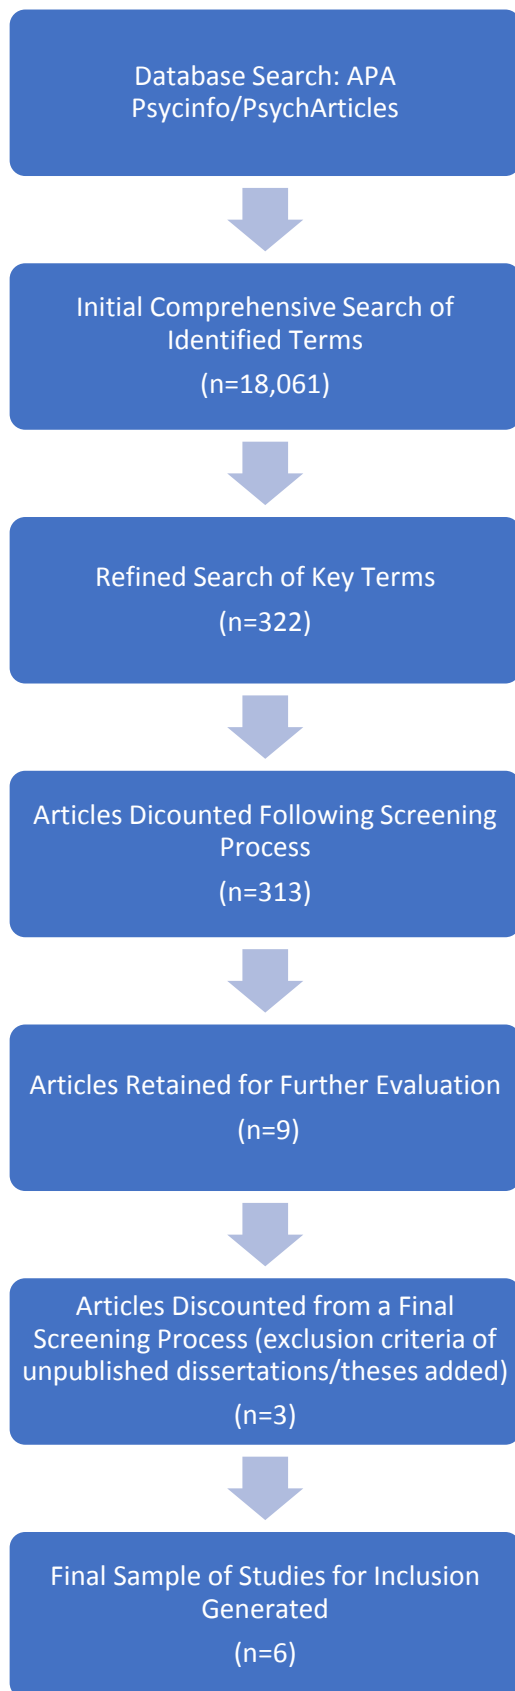 Database Search: APA
Psycinfo/PsychArticles
Initial Comprehensive Search of
Identified Terms
(n=18,061)
Refined Search of Key Terms
(n=322)
Articles Dicounted Following Screening
Process
(n=313)
Articles Retained for Further Evaluation
(n=9)
Articles Discounted from a Final
Screening Process (exclusion criteria of
unpublished dissertations/theses added)
(n=3)
Final Sample of Studies for Inclusion
Generated
(n=6)